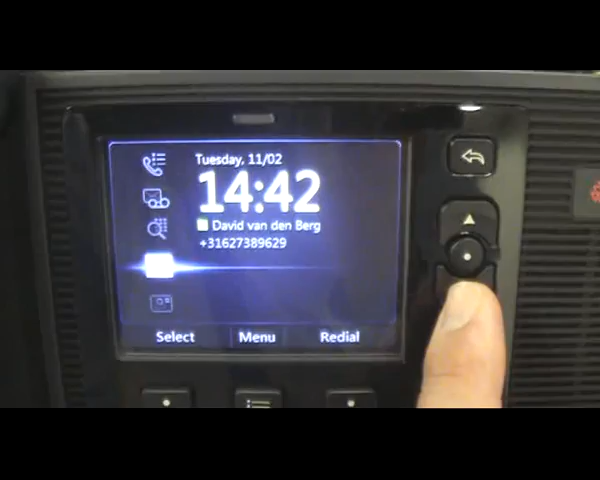 Tuesday, 11/02
14:42
David van den Berg
+31627389629
Select Menu Redial